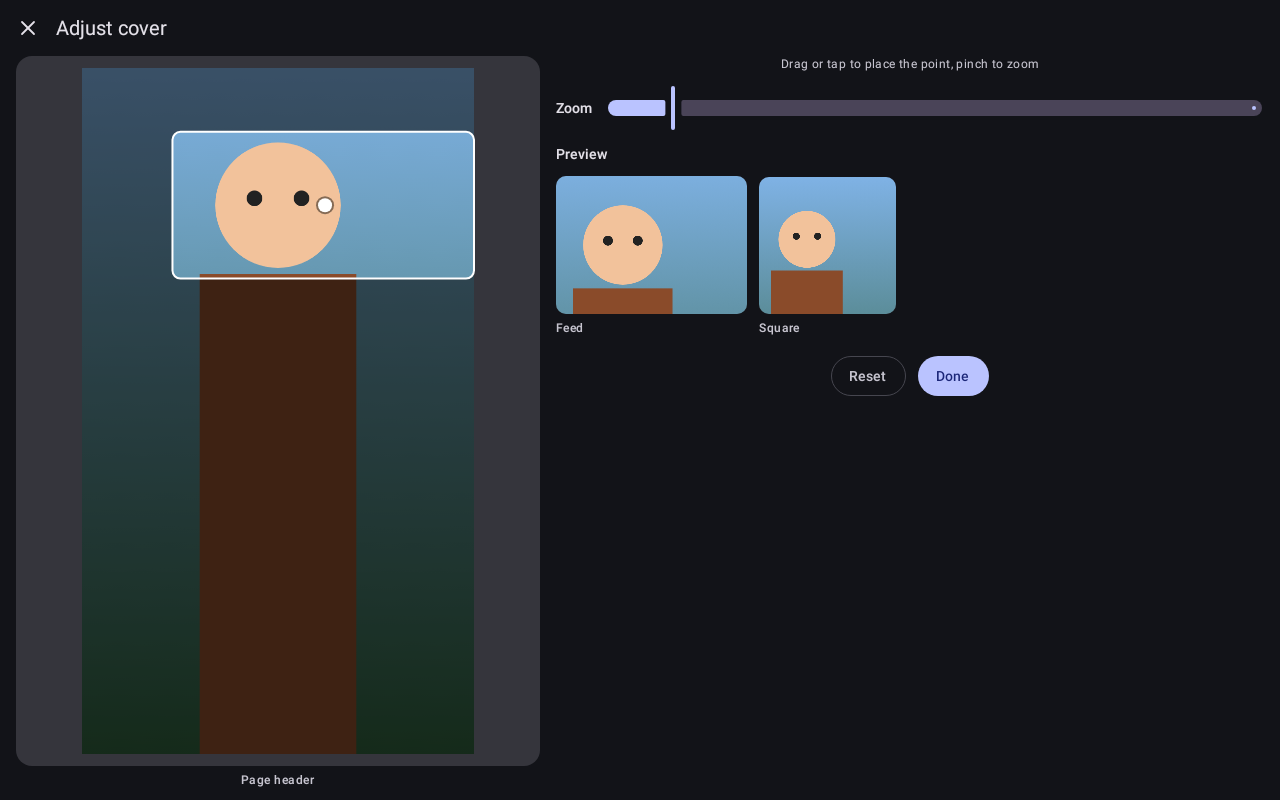 Adjust cover
Drag or tap to place the point, pinch to zoom
Zoom
Preview
Feed
Square
Reset
Done
Page header